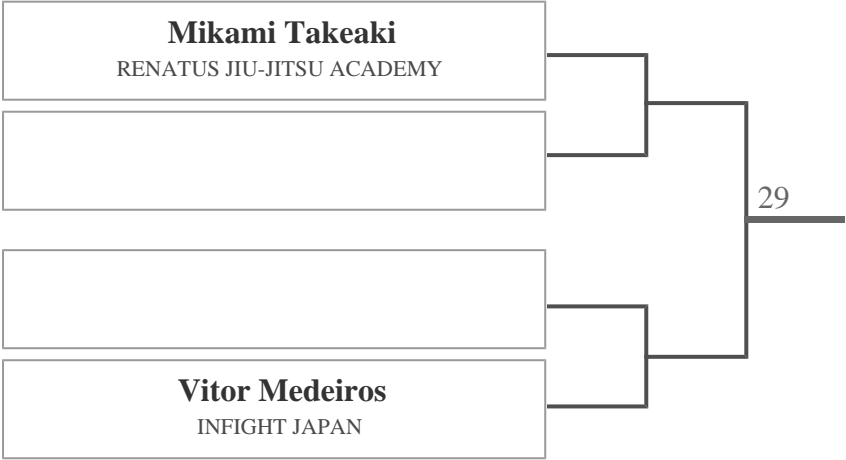 Mikami Takeaki
RENATUS JIU-JITSU ACADEMY
29
Vitor Medeiros
INFIGHT JAPAN